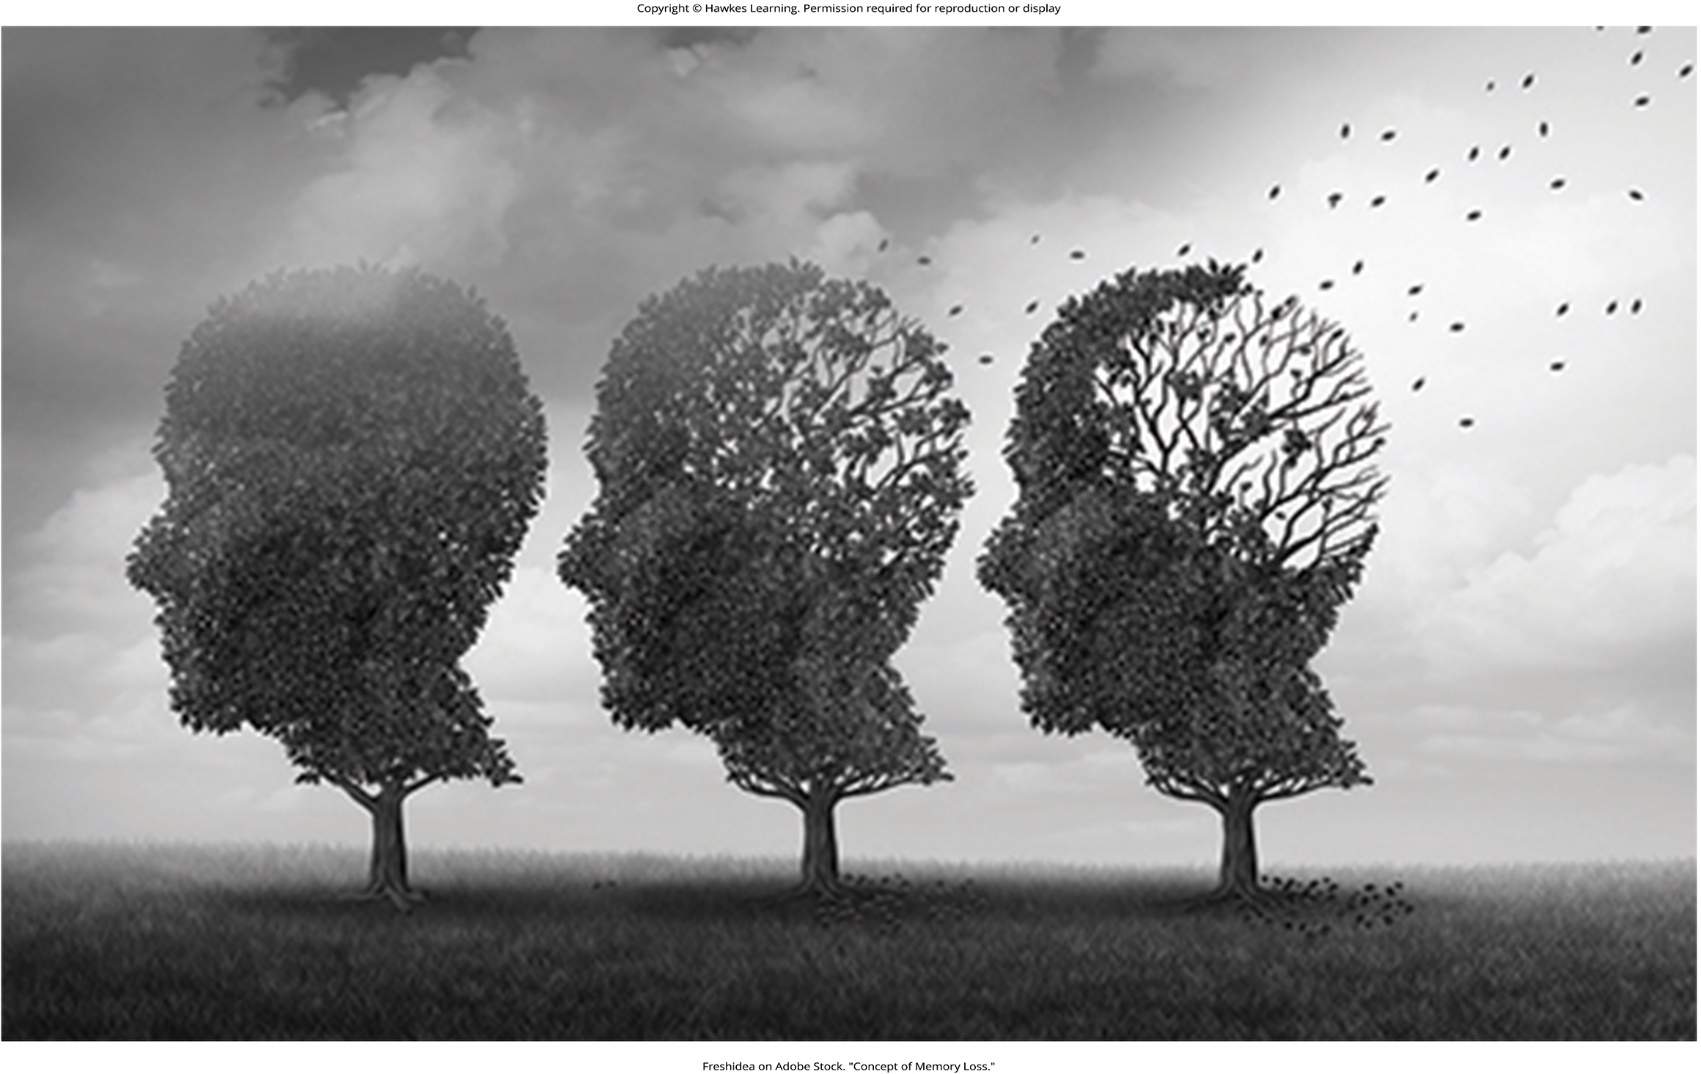 Copyright © Hawkes Learning. Permission required for reproduction or display
Freshidea on Adobe Stock. "Concept of Memory Loss."